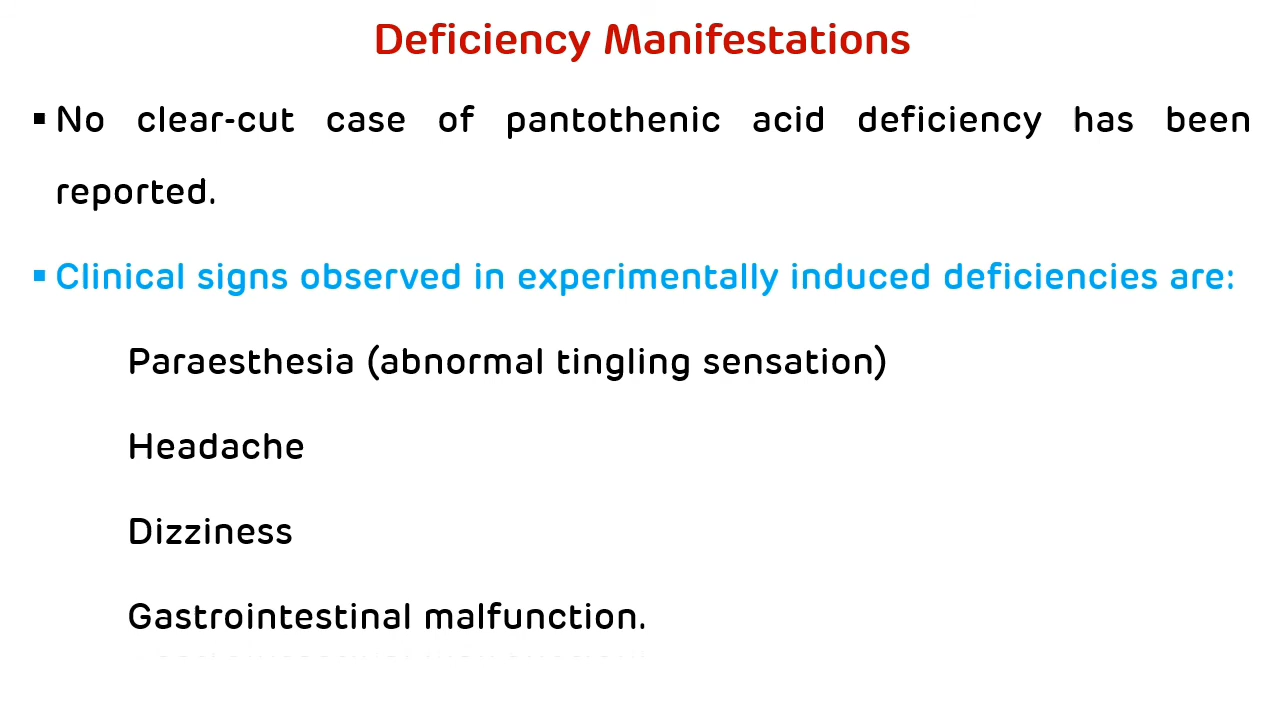 Deficiency Manifestations
▪ No clear-cut case of pantothenic acid deficiency has been
reported.
▪ Clinical signs observed in experimentally induced deficiencies are:
Paraesthesia (abnormal tingling sensation)
Headache
Dizziness
Gastrointestinal malfunction.